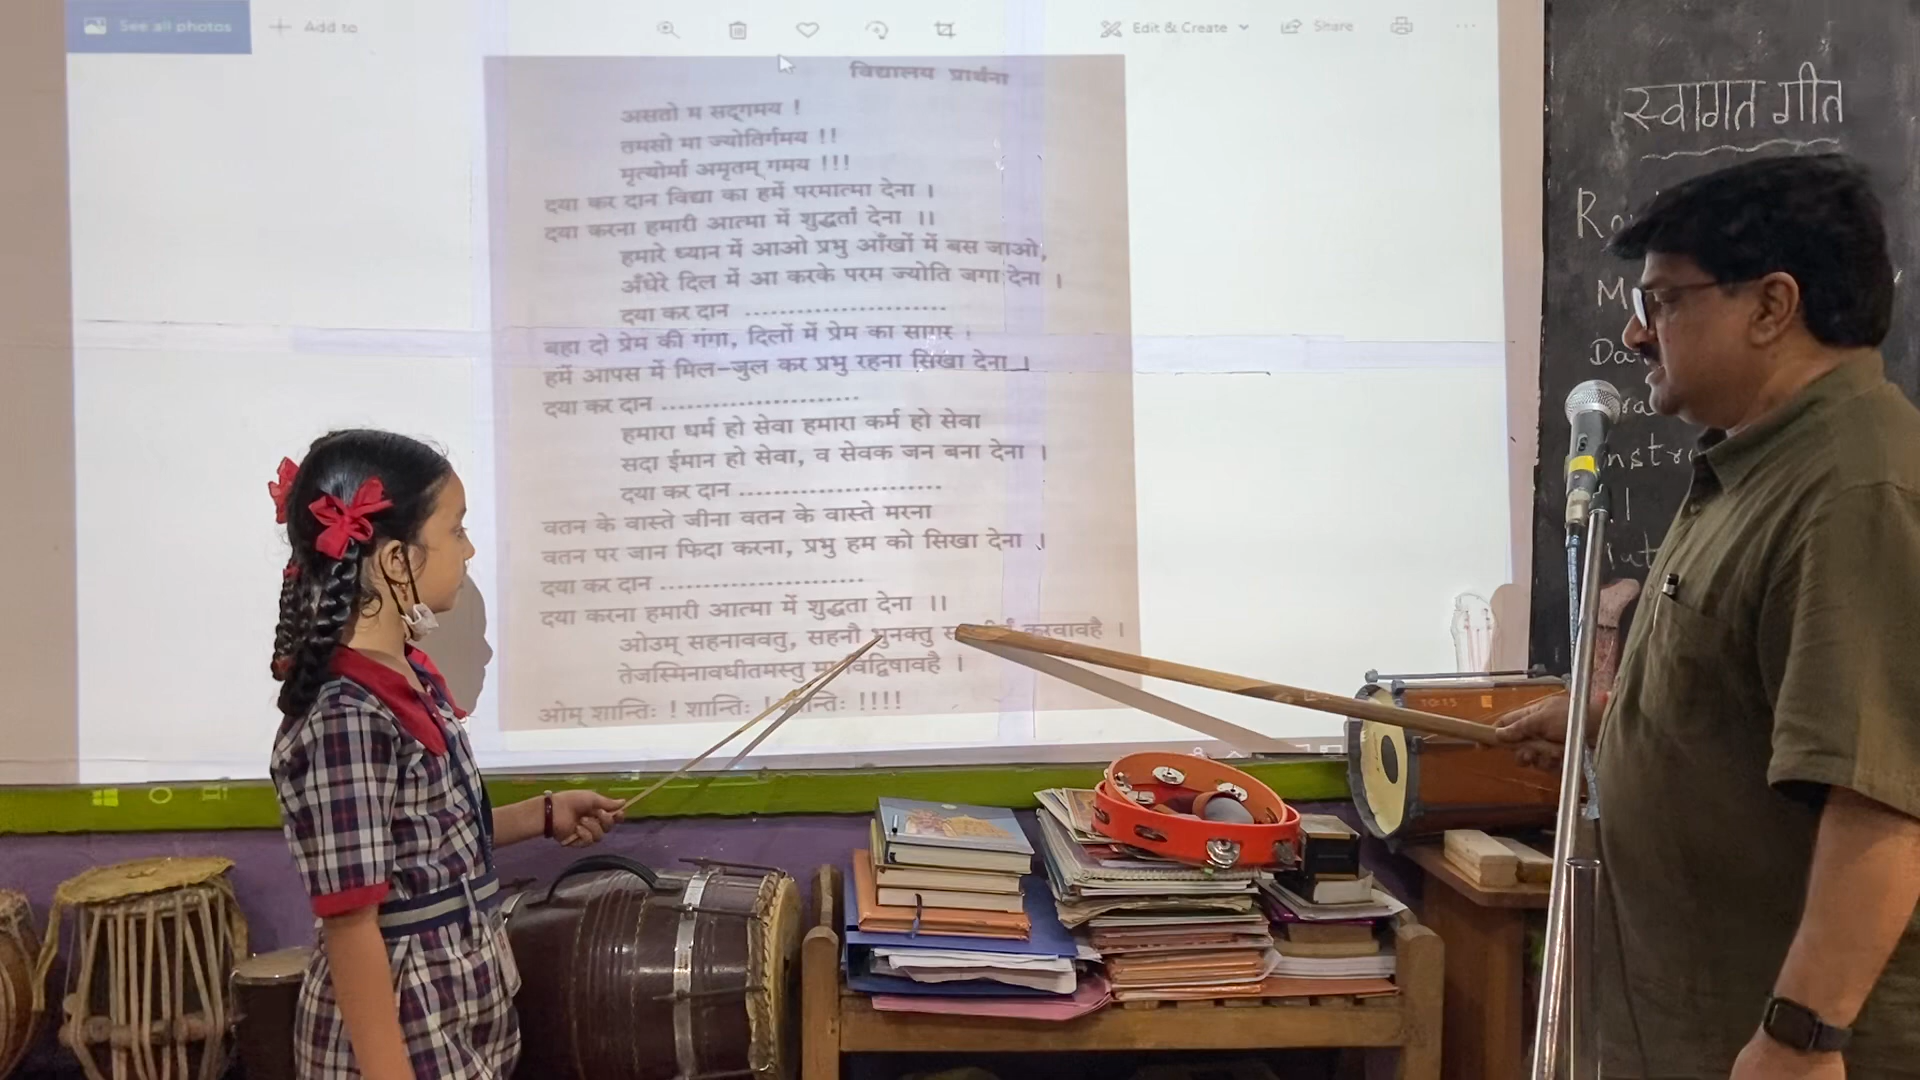 See all photos
Add to
Edit & Create
Share
विद्यालय प्रार्थना
असतो म सद्गमय !
तमसो मा ज्योतिर्गमय !!
मृत्योर्मा अमृतम् गमय !!!
दया कर दान विद्या का हमें परमात्मा देना ।
दया करना हमारी आत्मा में शुद्धतां देना ।।
हमारे ध्यान में आओ प्रभु आँखों में बस जाओ,
अँधेरे दिल में आ करके परम ज्योति जगा देना ।
दया कर दान ........................
बहा दो प्रेम की गंगा, दिलों में प्रेम का सागर ।
हमें आपस में मिल-जुल कर प्रभु रहना सिखा देना ।
दया कर दान ........................
हमारा धर्म हो सेवा हमारा कर्म हो सेवा
सदा ईमान हो सेवा, व सेवक जन बना देना ।
दया कर दान ........................
वतन के वास्ते जीना वतन के वास्ते मरना
वतन पर जान फिदा करना, प्रभु हम को सिखा देना ।
दया कर दान ........................
दया करना हमारी आत्मा में शुद्धता देना ।।
ओउम् सहनाववतु, सहनौ भुनक्तु करवावहै ।
तेजस्मिनावधीतमस्तु मा विद्विषावहै ।
ओम् शान्तिः ! शान्तिः ! शान्तिः !!!!
स्वागत गीत